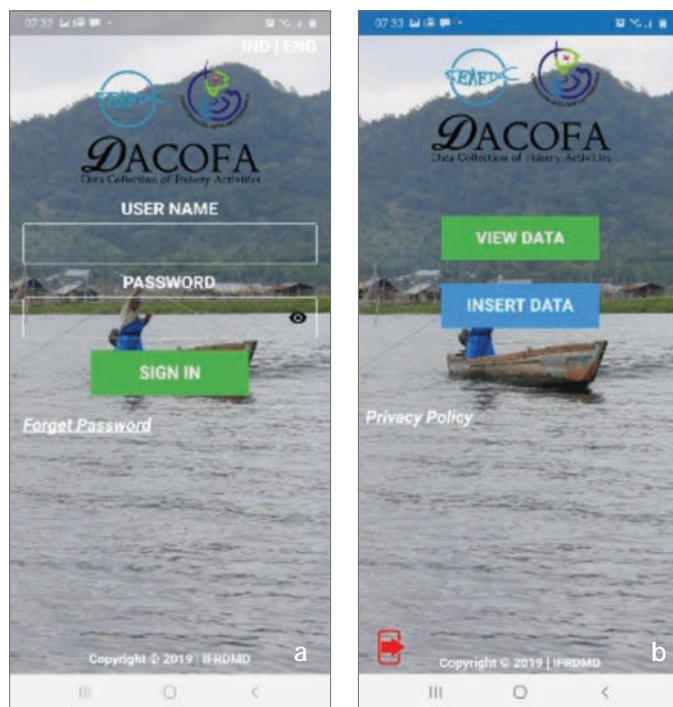 07:32
IND | ENG
SEAFDEC
DACOFA
Data Collection of Fishery Activities
USER NAME
PASSWORD
SIGN IN
Forget Password
Copyright © 2019 | IFRDMD
a
07:33
SEAFDEC
DACOFA
Data Collection of Fishery Activities
VIEW DATA
INSERT DATA
Privacy Policy
Copyright © 2019 | IFRDMD
b